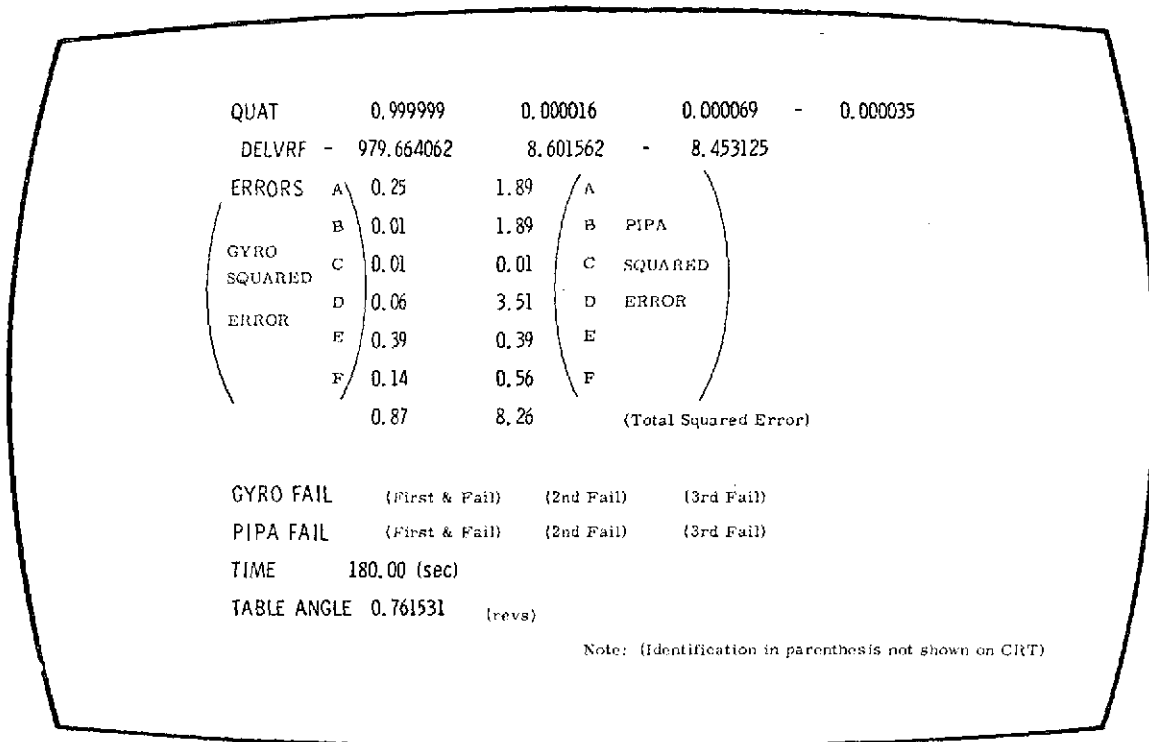 QUAT 0.999999 0.000016 0.000069 - 0.000035
DELVRF - 979.664062 8.601562 - 8.453125
ERRORS A 0.25 1.89 A
B 0.01 1.89 B PIPA
GYRO
C 0.01 0.01 C SQUARED
SQUARED
D 0.06 3.51 D ERROR
ERROR
E 0.39 0.39 E
F 0.14 0.56 F
0.87 8.26 (Total Squared Error)
GYRO FAIL (First & Fail) (2nd Fail) (3rd Fail)
PIPA FAIL (First & Fail) (2nd Fail) (3rd Fail)
TIME 180.00 (sec)
TABLE ANGLE 0.761531 (revs)
Note: (Identification in parenthesis not shown on CRT)